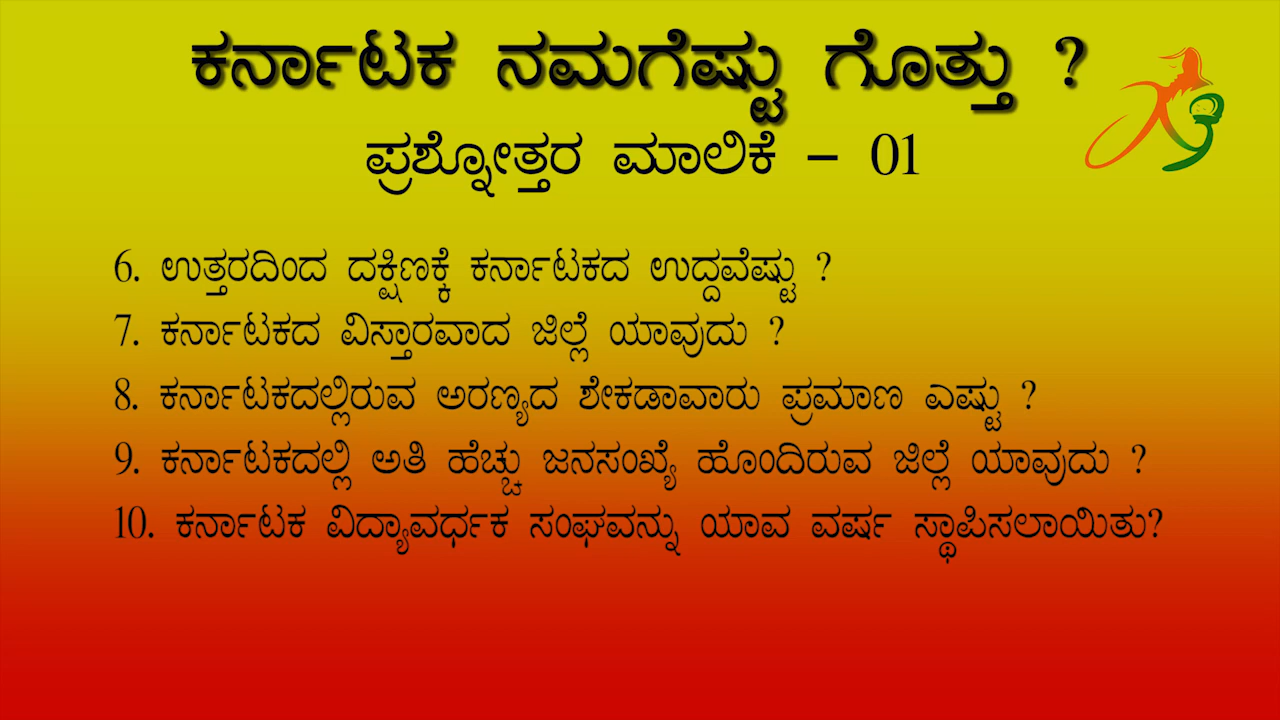 ಕರ್ನಾಟಕ ನಮಗೆಷ್ಟು ಗೊತ್ತು ?
ಪ್ರಶ್ನೋತ್ತರ ಮಾಲಿಕೆ – 01
6. ಉತ್ತರದಿಂದ ದಕ್ಷಿಣಕ್ಕೆ ಕರ್ನಾಟಕದ ಉದ್ದವೆಷ್ಟು ?
7. ಕರ್ನಾಟಕದ ವಿಸ್ತಾರವಾದ ಜಿಲ್ಲೆ ಯಾವುದು ?
8. ಕರ್ನಾಟಕದಲ್ಲಿರುವ ಅರಣ್ಯದ ಶೇಕಡಾವಾರು ಪ್ರಮಾಣ ಎಷ್ಟು ?
9. ಕರ್ನಾಟಕದಲ್ಲಿ ಅತಿ ಹೆಚ್ಚು ಜನಸಂಖ್ಯೆ ಹೊಂದಿರುವ ಜಿಲ್ಲೆ ಯಾವುದು ?
10. ಕರ್ನಾಟಕ ವಿದ್ಯಾವರ್ಧಕ ಸಂಘವನ್ನು ಯಾವ ವರ್ಷ ಸ್ಥಾಪಿಸಲಾಯಿತು?